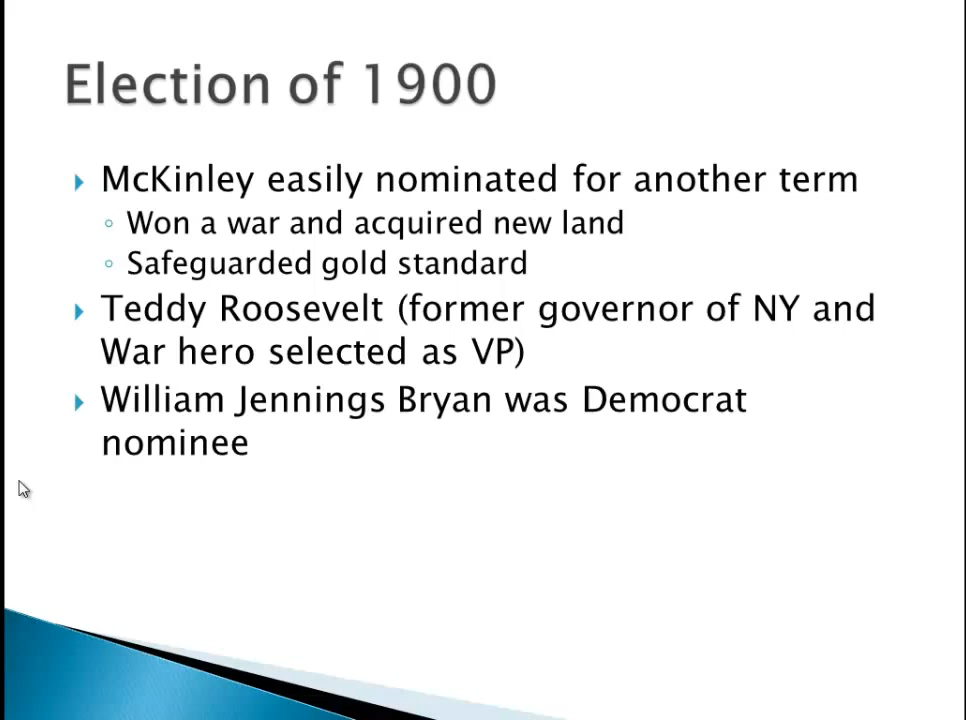 Election of 1900
McKinley easily nominated for another term
Won a war and acquired new land
Safeguarded gold standard
Teddy Roosevelt (former governor of NY and
War hero selected as VP)
William Jennings Bryan was Democrat
nominee